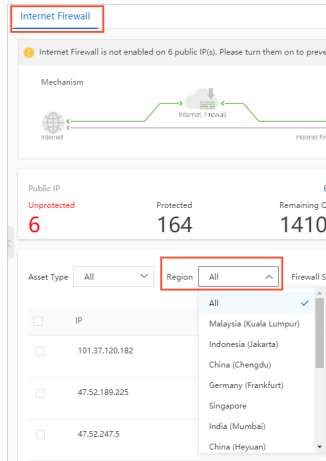 Internet Firewall
Internet Firewall is not enabled on 6 public IP(s). Please turn them on to preve
Mechanism
Internet Firewall
Internet
Internet Fi
Public IP
Unprotected Protected Remaining Q
6 164 1410
Asset Type All Region All Firewall S
All
IP
Malaysia (Kuala Lumpur)
Indonesia (Jakarta)
101.37.120.182
China (Chengdu)
Germany (Frankfurt)
47.52.189.225
Singapore
India (Mumbai)
47.52.247.5
China (Heyuan)